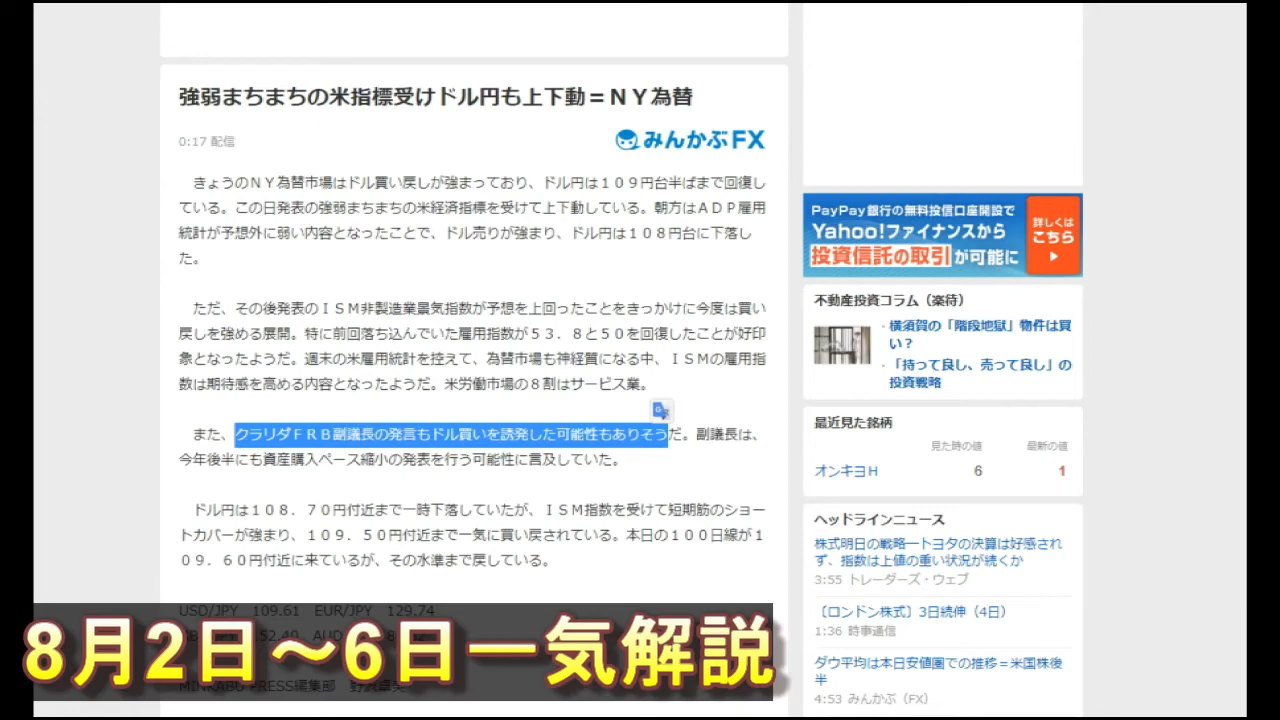 強弱まちまちの米指標受けドル円も上下動＝ＮＹ為替
0:17 配信
みんかぶFX
きょうのＮＹ為替市場はドル買い戻しが強まっており、ドル円は１０９円台半ばまで回復し
ている。この日発表の強弱まちまちの米経済指標を受けて上下動している。朝方はＡＤＰ雇用
統計が予想外に弱い内容となったことで、ドル売りが強まり、ドル円は１０８円台に下落し
た。
ただ、その後発表のＩＳＭ非製造業景気指数が予想を上回ったことをきっかけに今度は買い
戻しを強める展開。特に前回落ち込んでいた雇用指数が５３．８と５０を回復したことが好印
象となったようだ。週末の米雇用統計を控えて、為替市場も神経質になる中、ＩＳＭの雇用指
数は期待感を高める内容となったようだ。米労働市場の８割はサービス業。
また、クラリダＦＲＢ副議長の発言もドル買いを誘発した可能性もありそうだ。副議長は、
今年後半にも資産購入ペース縮小の発表を行う可能性に言及していた。
ドル円は１０８．７０円付近まで一時下落していたが、ＩＳＭ指数を受けて短期筋のショー
トカバーが強まり、１０９．５０円付近まで一気に買い戻されている。本日の１００日線が１
０９．６０円付近に来ているが、その水準まで戻している。
USD/JPY 109.61 EUR/JPY 129.74
8月2日～6日一気解説
PayPay銀行の無料投信口座開設で
Yahoo!ファイナンスから
投資信託の取引が可能に
詳しくは
こちら
不動産投資コラム（楽待）
・横須賀の「階段地獄」物件は買
い？
・「持って良し、売って良し」の
投資戦略
最近見た銘柄
見た時の値 最新の値
オンキヨＨ 6 1
ヘッドラインニュース
株式明日の戦略ートヨタの決算は好感され
ず、指数は上値の重い状況が続くか
3:55 トレーダーズ・ウェブ
〔ロンドン株式〕3日続伸（4日）
1:36 時事通信
ダウ平均は本日安値圏での推移＝米国株後
半
4:53 みんかぶ（FX）